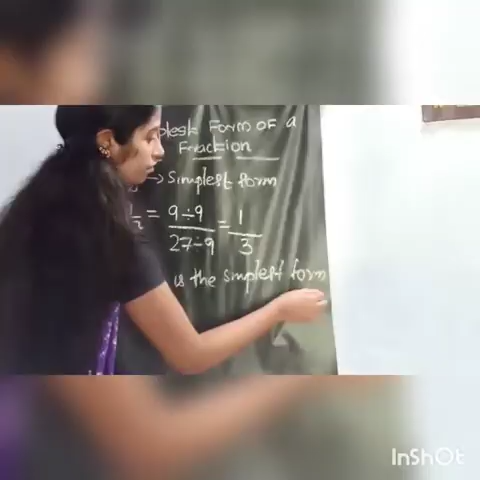 Form OF a
Fraction
→ Simplest form
= 9÷9 = 1
27÷9 3
is the simplest form
InShOt